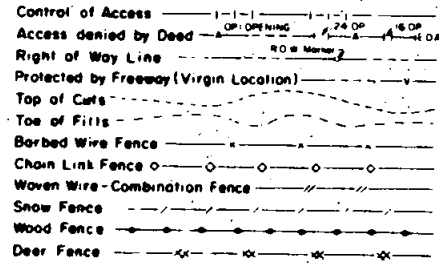 Control of Access
OP: OPENING 24 OP 16 OP
Access denied by Deed E DA
R.O.W. Marker
Right of Way Line
Protected by Freeway (Virgin Location)
Top of Cuts
Toe of Fills
Barbed Wire Fence
Chain Link Fence
Woven Wire-Combination Fence
Snow Fence
Wood Fence
Deer Fence